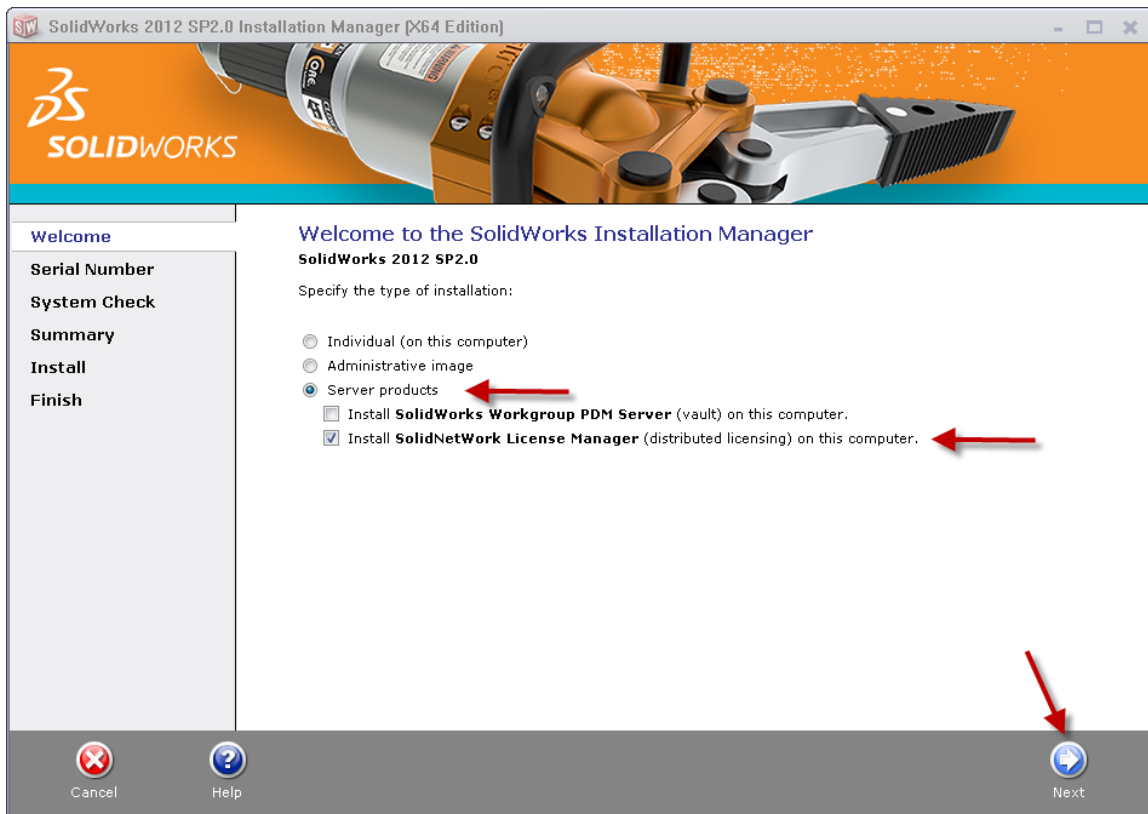 SolidWorks 2012 SP2.0 Installation Manager (X64 Edition)
SOLIDWORKS
WARNING
CORE
Welcome
Serial Number
System Check
Summary
Install
Finish
Welcome to the SolidWorks Installation Manager
SolidWorks 2012 SP2.0
Specify the type of installation:
Individual (on this computer)
Administrative image
Server products
Install SolidWorks Workgroup PDM Server (vault) on this computer.
Install SolidNetWork License Manager (distributed licensing) on this computer.
Cancel
Help
Next